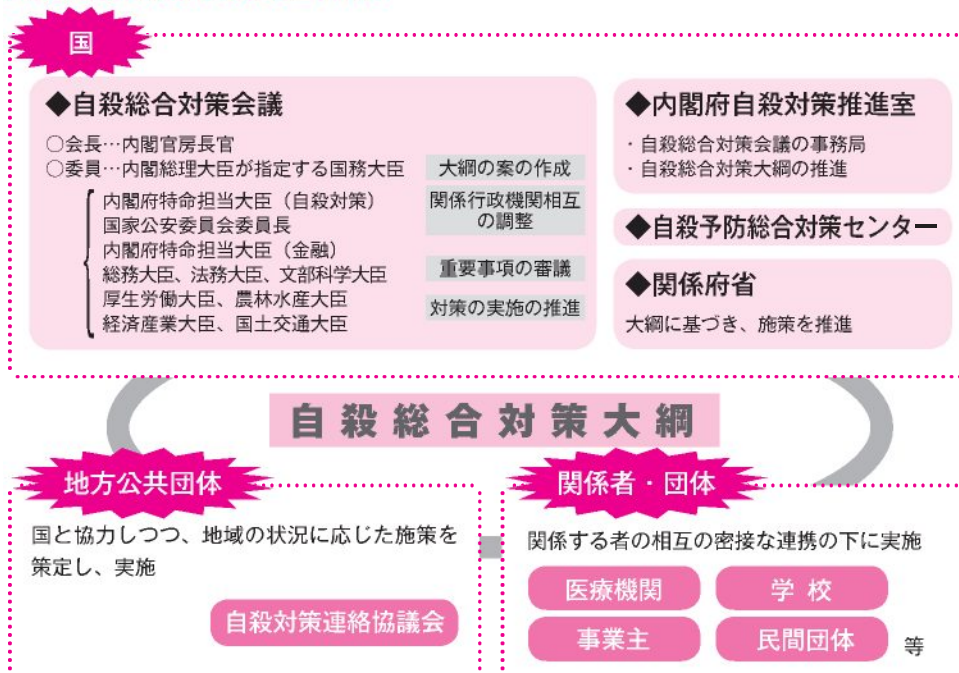 国
◆自殺総合対策会議
○会長…内閣官房長官
○委員…内閣総理大臣が指定する国務大臣
内閣府特命担当大臣（自殺対策）
国家公安委員会委員長
内閣府特命担当大臣（金融）
総務大臣、法務大臣、文部科学大臣
厚生労働大臣、農林水産大臣
経済産業大臣、国土交通大臣
大綱の案の作成
関係行政機関相互
の調整
重要事項の審議
対策の実施の推進
◆内閣府自殺対策推進室
・自殺総合対策会議の事務局
・自殺総合対策大綱の推進
◆自殺予防総合対策センター
◆関係府省
大綱に基づき、施策を推進
自殺総合対策大綱
地方公共団体
国と協力しつつ、地域の状況に応じた施策を
策定し、実施
自殺対策連絡協議会
関係者・団体
関係する者の相互の密接な連携の下に実施
医療機関
学 校
事業主
民間団体
等